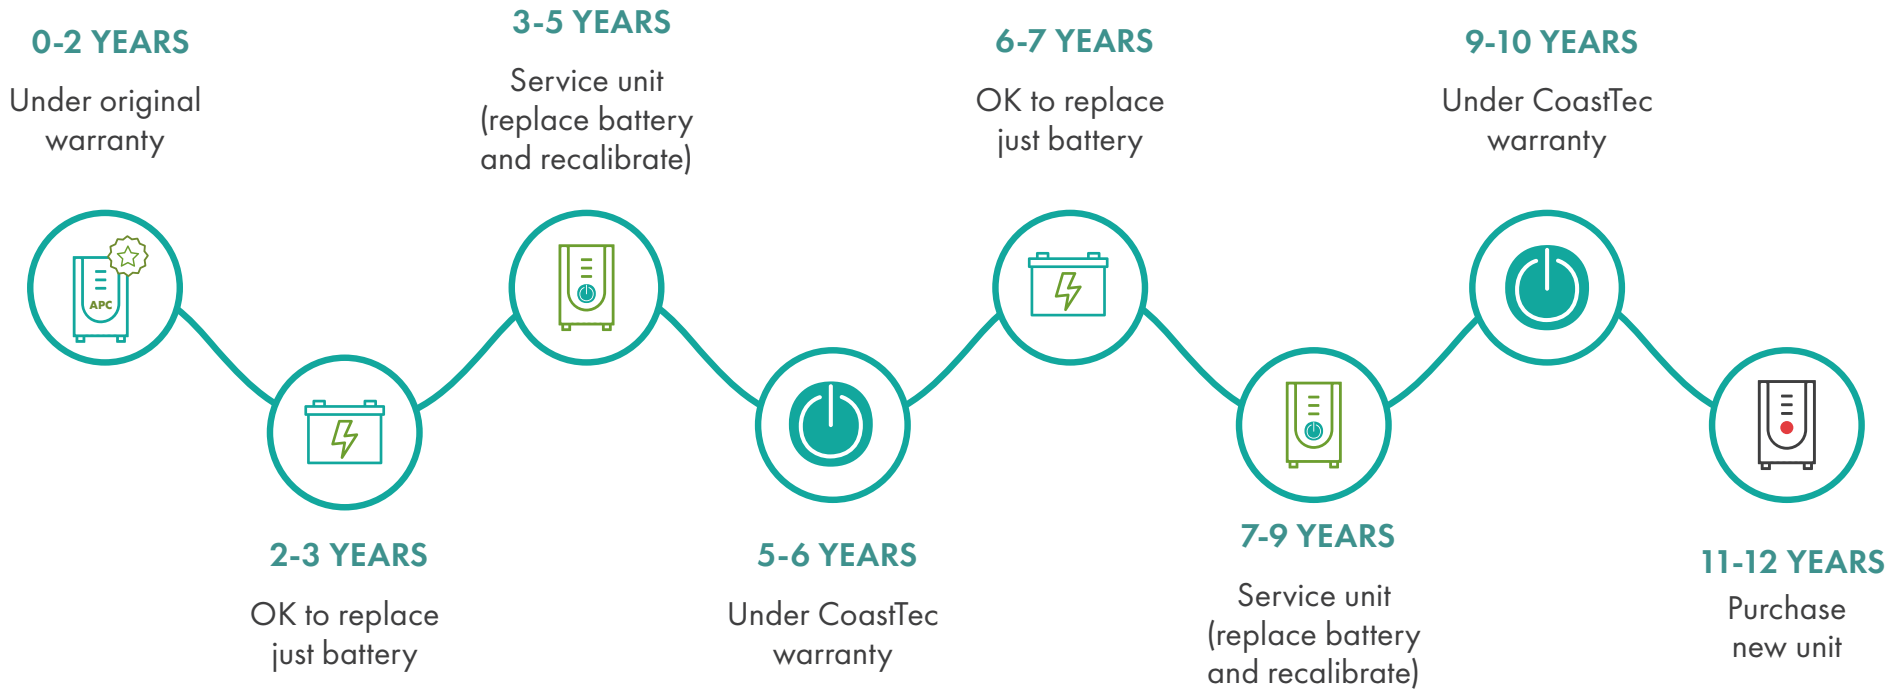 0-2 YEARS
Under original
warranty
APC
2-3 YEARS
OK to replace
just battery
3-5 YEARS
Service unit
(replace battery
and recalibrate)
5-6 YEARS
Under CoastTec
warranty
6-7 YEARS
OK to replace
just battery
7-9 YEARS
Service unit
(replace battery
and recalibrate)
9-10 YEARS
Under CoastTec
warranty
11-12 YEARS
Purchase
new unit